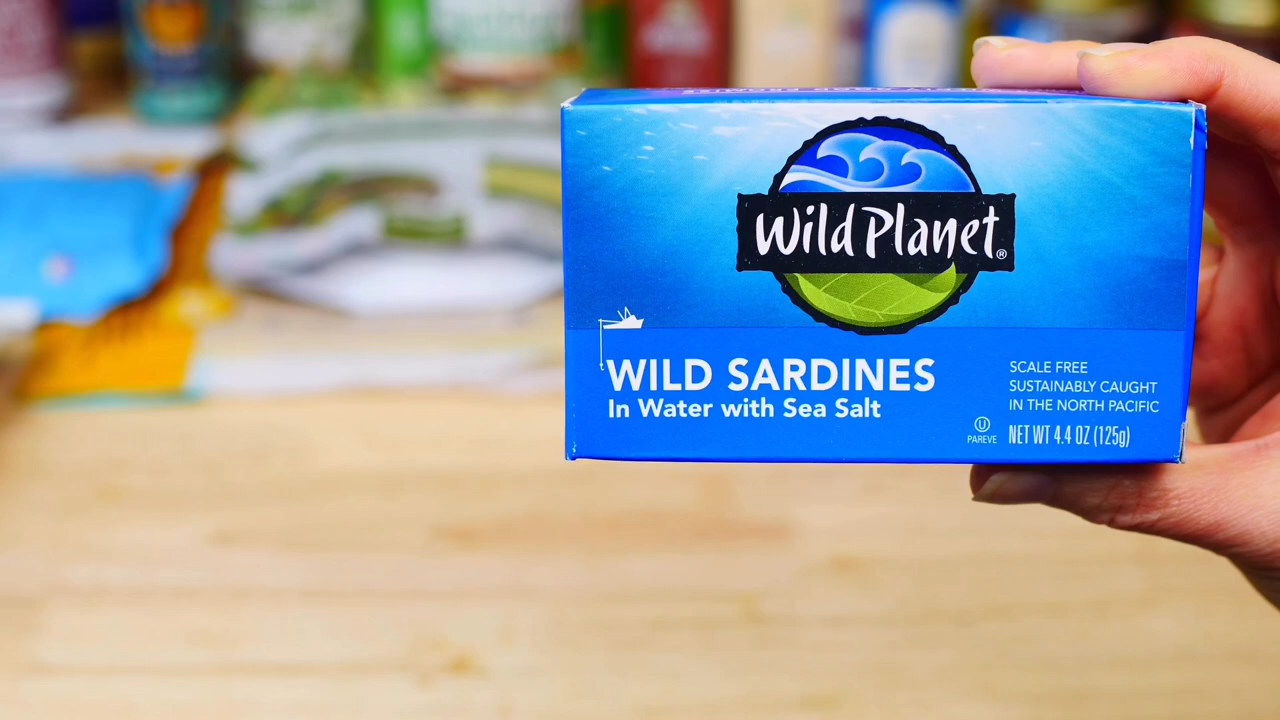 Wild Planet®
WILD SARDINES
In Water with Sea Salt
SCALE FREE
SUSTAINABLY CAUGHT
IN THE NORTH PACIFIC
U
PAREVE
NET WT 4.4 OZ (125g)